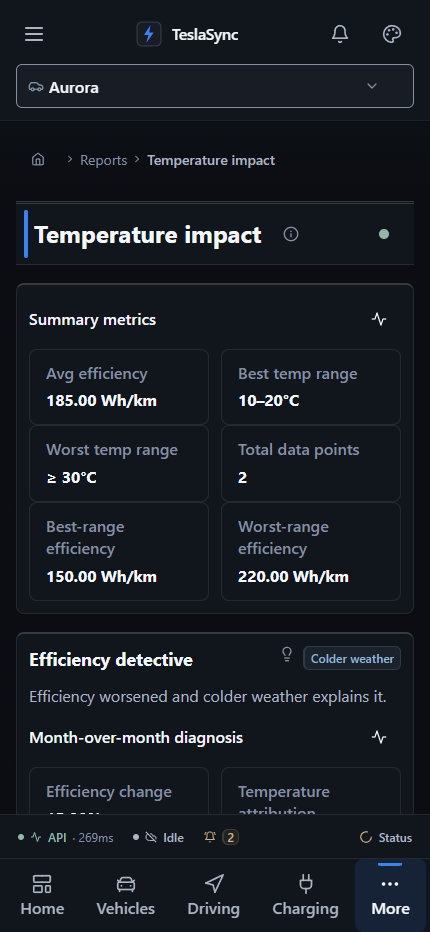 TeslaSync
Aurora
Reports
Temperature impact
Temperature impact
Summary metrics
Avg efficiency
185.00 Wh/km
Best temp range
10–20°C
Worst temp range
≥ 30°C
Total data points
2
Best-range
efficiency
150.00 Wh/km
Worst-range
efficiency
220.00 Wh/km
Efficiency detective
Colder weather
Efficiency worsened and colder weather explains it.
Month-over-month diagnosis
Efficiency change
Temperature
attribution
API · 269ms
Idle
2
Status
Home
Vehicles
Driving
Charging
More